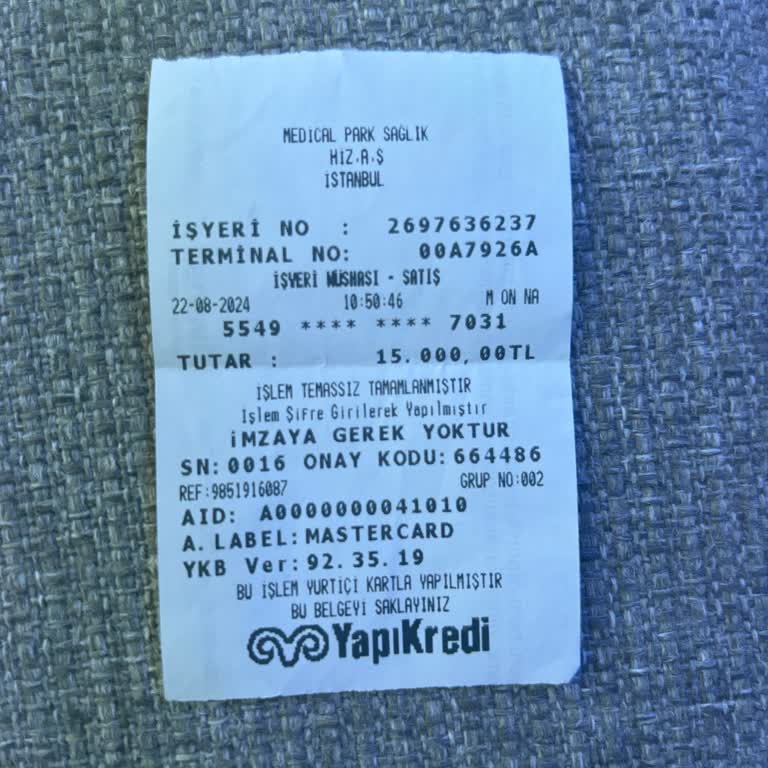 MEDICAL PARK SAĞLIK
HİZ.A.Ş
İSTANBUL
İŞYERİ NO : 2697636237
TERMİNAL NO: 00A7926A
İŞYERİ NÜSHASI - SATIŞ
22-08-2024 10:50:46 M ON NA
5549 **** **** 7031
TUTAR : 15.000,00TL
İŞLEM TEMASSIZ TAMAMLANMIŞTIR
İşlem Şifre Girilerek Yapılmıştır
İMZAYA GEREK YOKTUR
SN:0016 ONAY KODU:664486
REF:9851916087 GRUP NO:002
AID: A0000000041010
A. LABEL:MASTERCARD
YKB Ver:92.35.19
BU İŞLEM YURTİÇİ KARTLA YAPILMIŞTIR
BU BELGEYİ SAKLAYINIZ
YapıKredi